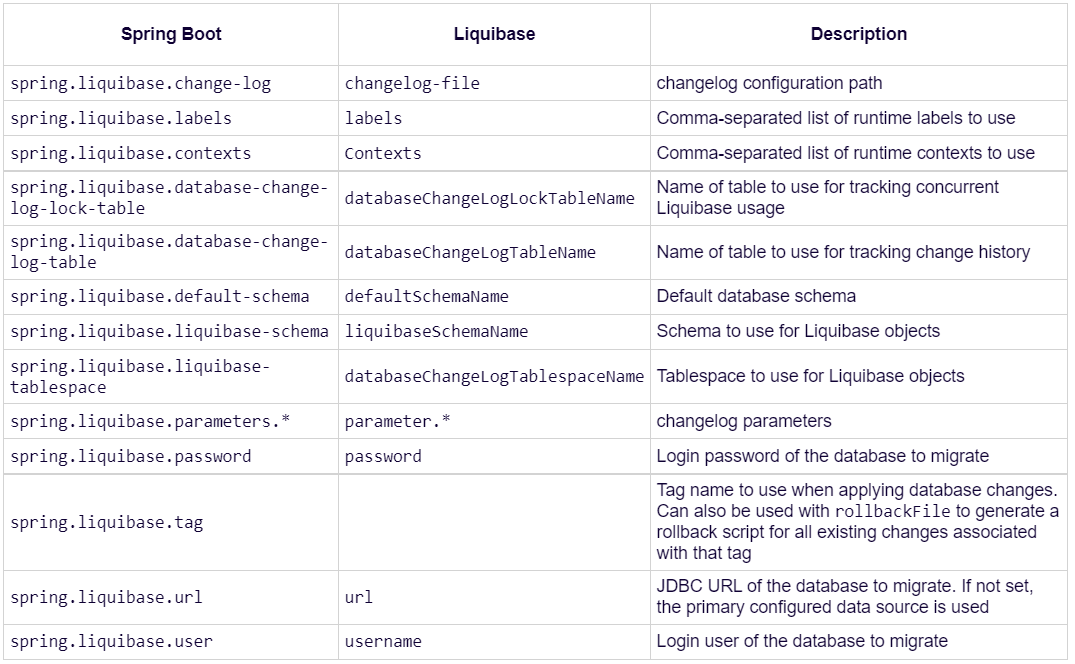 Spring Boot
Liquibase
Description
spring.liquibase.change-log
changelog-file
changelog configuration path
spring.liquibase.labels
labels
Comma-separated list of runtime labels to use
spring.liquibase.contexts
Contexts
Comma-separated list of runtime contexts to use
spring.liquibase.database-change-
log-lock-table
databaseChangeLogLockTableName
Name of table to use for tracking concurrent
Liquibase usage
spring.liquibase.database-change-
log-table
databaseChangeLogTableName
Name of table to use for tracking change history
spring.liquibase.default-schema
defaultSchemaName
Default database schema
spring.liquibase.liquibase-schema
liquibaseSchemaName
Schema to use for Liquibase objects
spring.liquibase.liquibase-
tablespace
databaseChangeLogTablespaceName
Tablespace to use for Liquibase objects
spring.liquibase.parameters.*
parameter.*
changelog parameters
spring.liquibase.password
password
Login password of the database to migrate
spring.liquibase.tag
Tag name to use when applying database changes.
Can also be used with rollbackFile to generate a
rollback script for all existing changes associated
with that tag
spring.liquibase.url
url
JDBC URL of the database to migrate. If not set,
the primary configured data source is used
spring.liquibase.user
username
Login user of the database to migrate